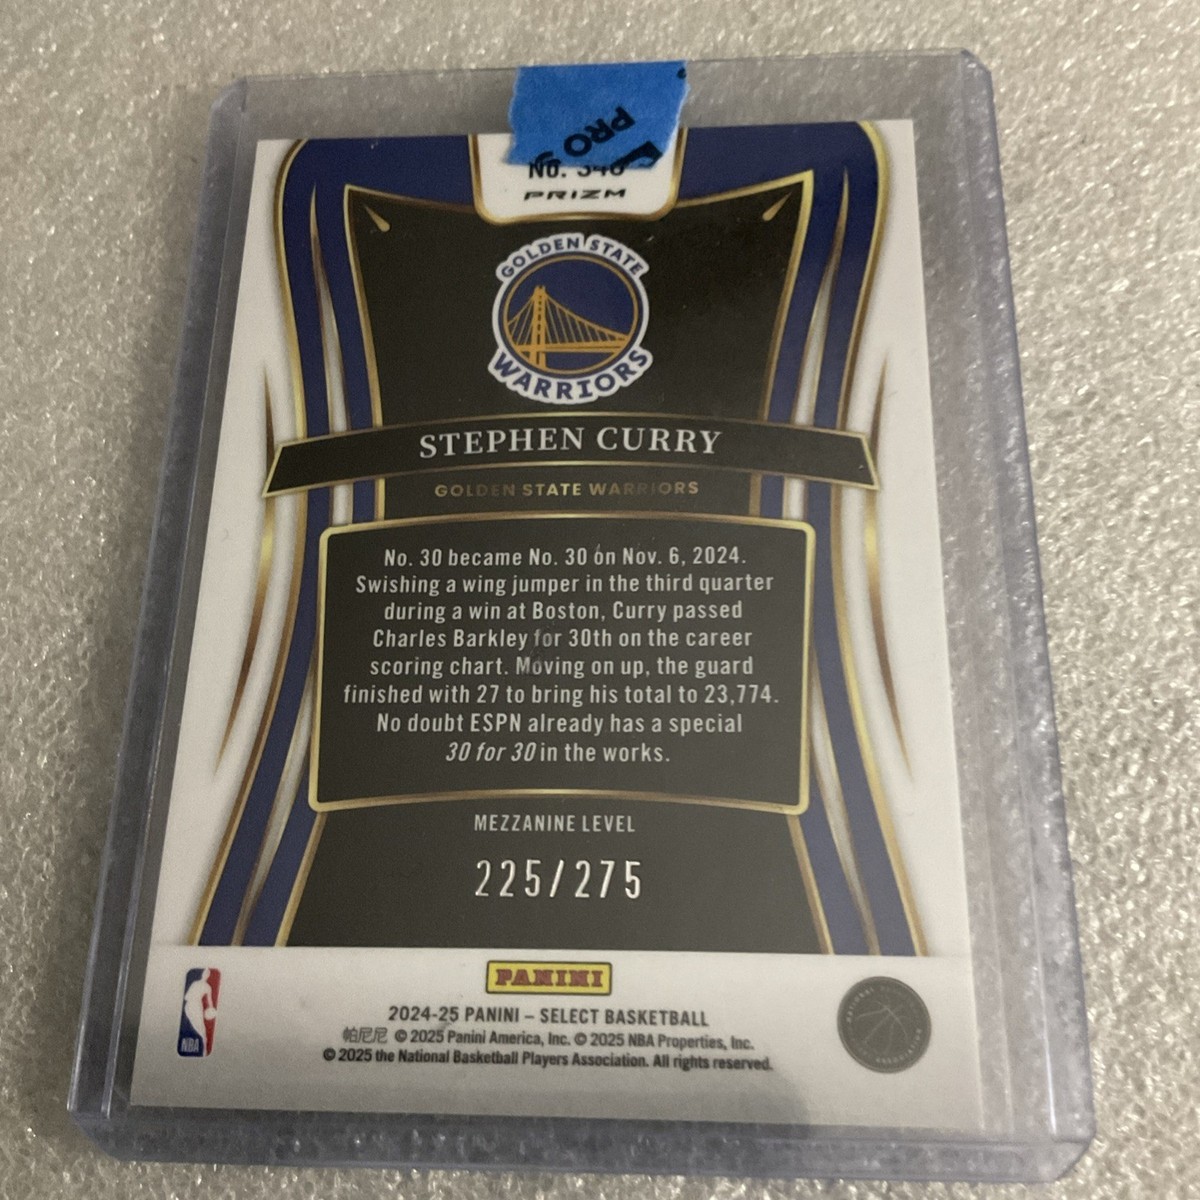 PRO
No. 346
PRIZM
GOLDEN STATE
WARRIORS
STEPHEN CURRY
GOLDEN STATE WARRIORS
No. 30 became No. 30 on Nov. 6, 2024.
Swishing a wing jumper in the third quarter
during a win at Boston, Curry passed
Charles Barkley for 30th on the career
scoring chart. Moving on up, the guard
finished with 27 to bring his total to 23,774.
No doubt ESPN already has a special
30 for 30 in the works.
MEZZANINE LEVEL
225/275
PANINI
NBA
2024-25 PANINI – SELECT BASKETBALL
帕尼尼 © 2025 Panini America, Inc. © 2025 NBA Properties, Inc.
© 2025 the National Basketball Players Association. All rights reserved.